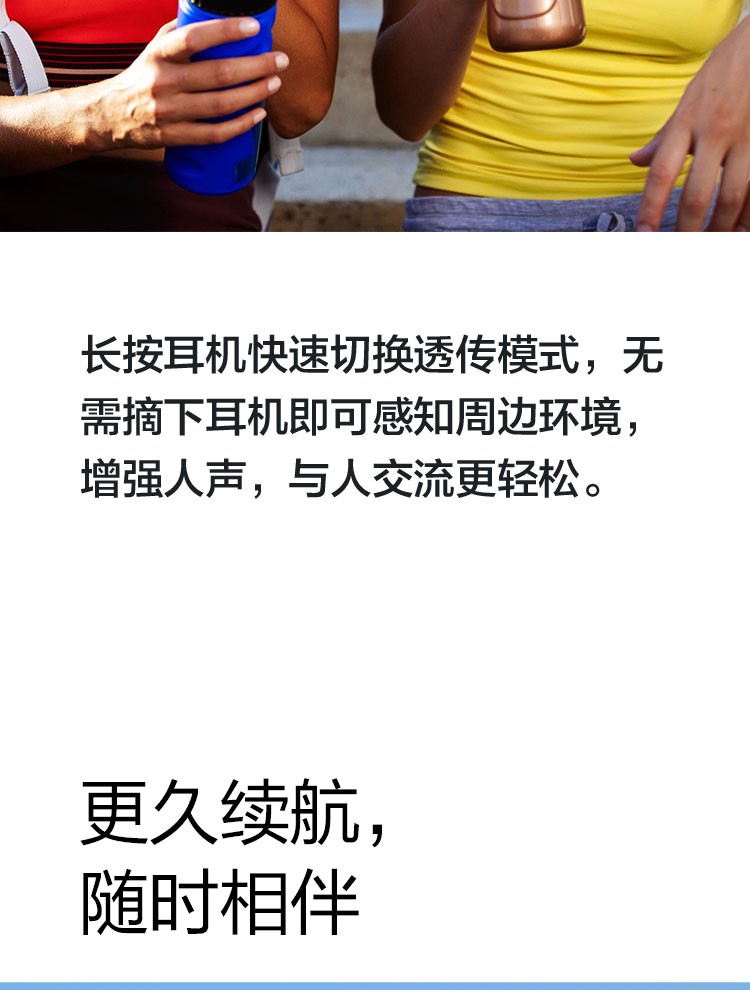 长按耳机快速切换透传模式，无
需摘下耳机即可感知周边环境，
增强人声，与人交流更轻松。
更久续航，
随时相伴